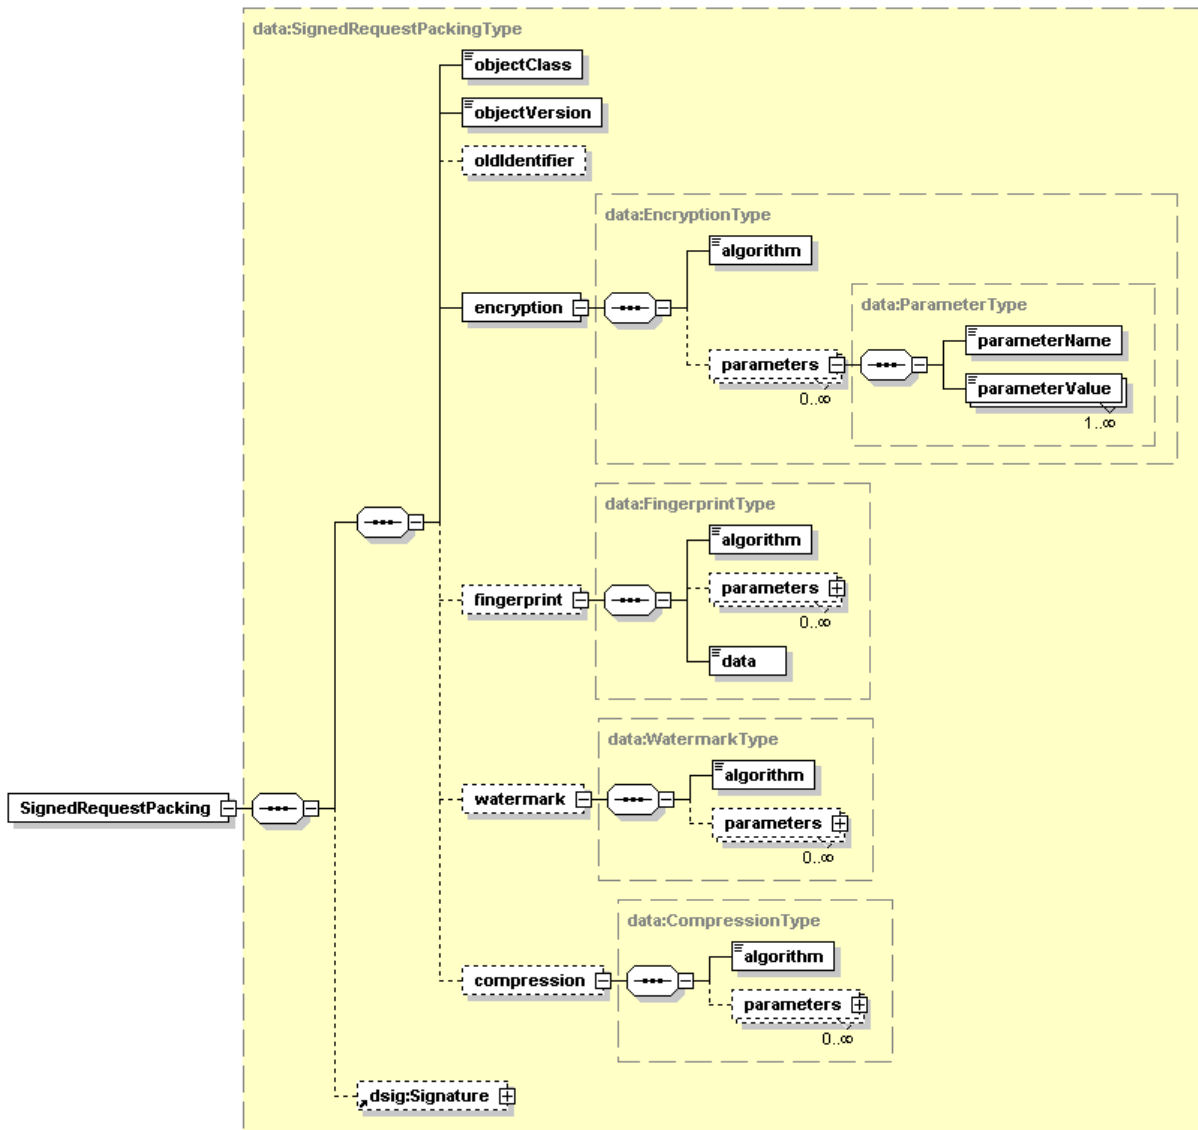 data:SignedRequestPackingType
objectClass
objectVersion
oldIdentifier
data:EncryptionType
algorithm
data:ParameterType
encryption
parameterName
parameters
parameterValue
0..∞
1..∞
data:FingerprintType
algorithm
fingerprint
parameters
0..∞
data
data:WatermarkType
algorithm
SignedRequestPacking
watermark
parameters
0..∞
data:CompressionType
algorithm
compression
parameters
0..∞
dsig:Signature